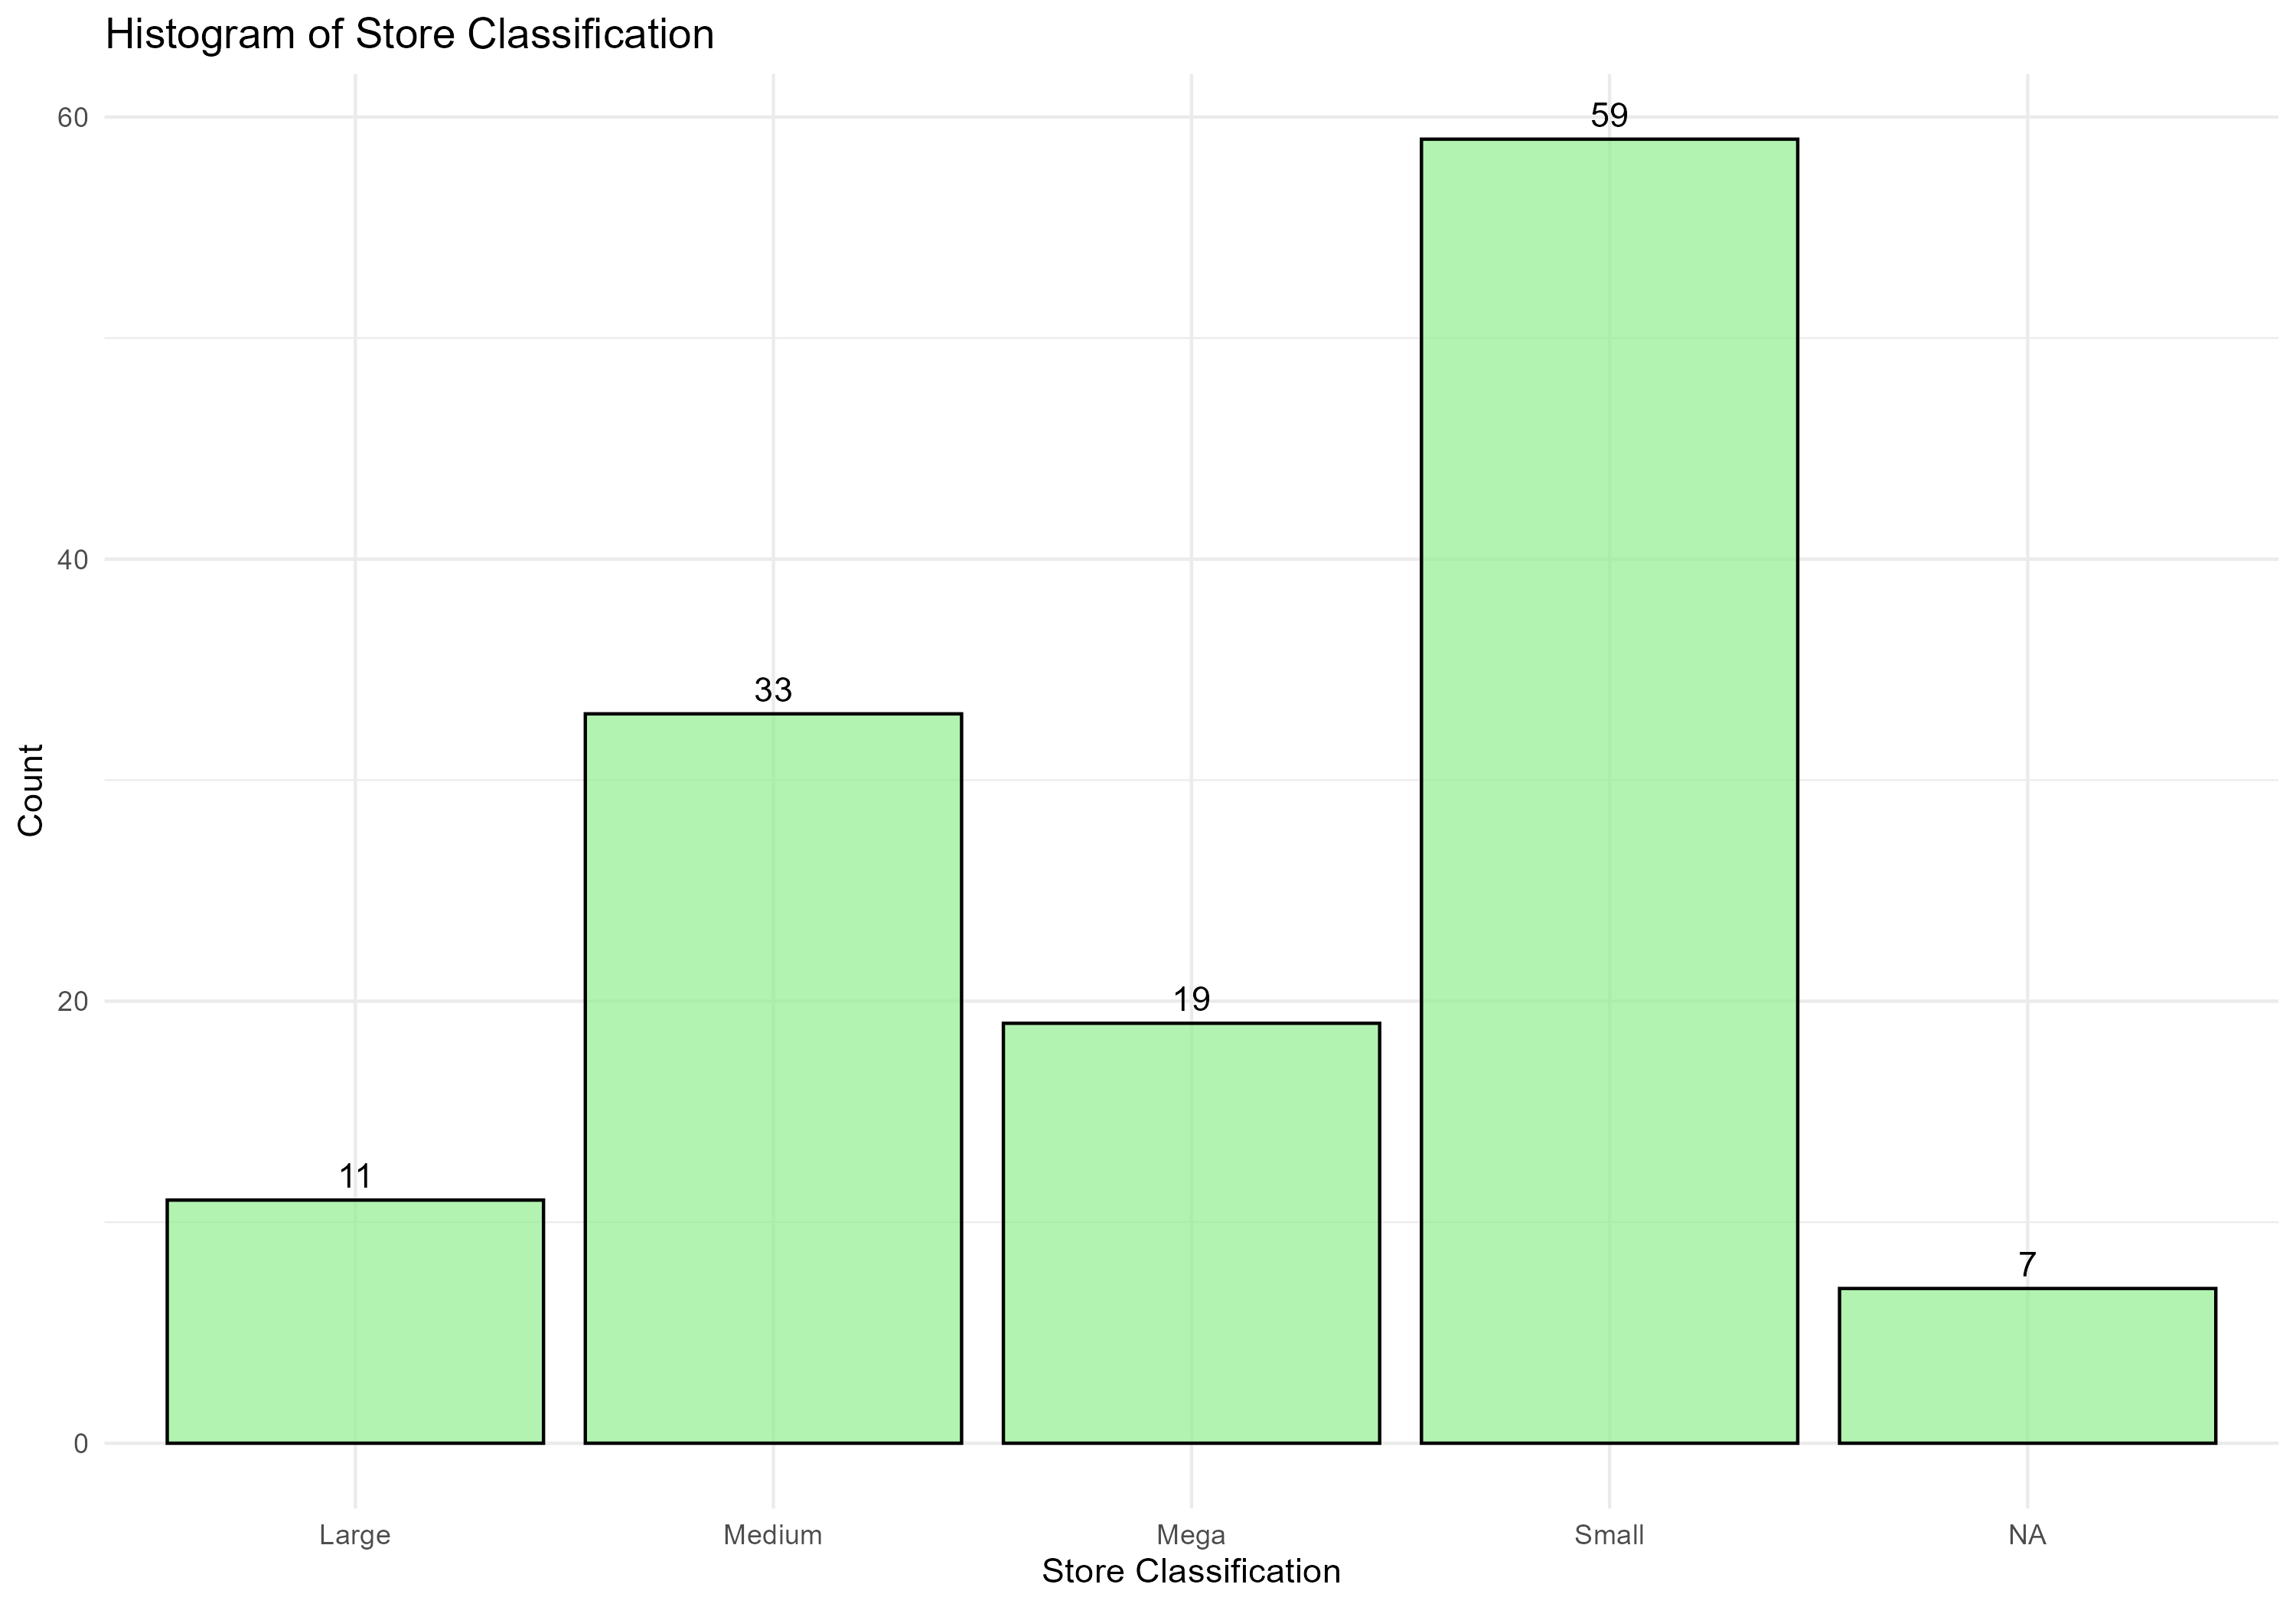 Histogram of Store Classification
60
40
20
0
Count
59
33
19
11
7
Large
Medium
Mega
Small
NA
Store Classification